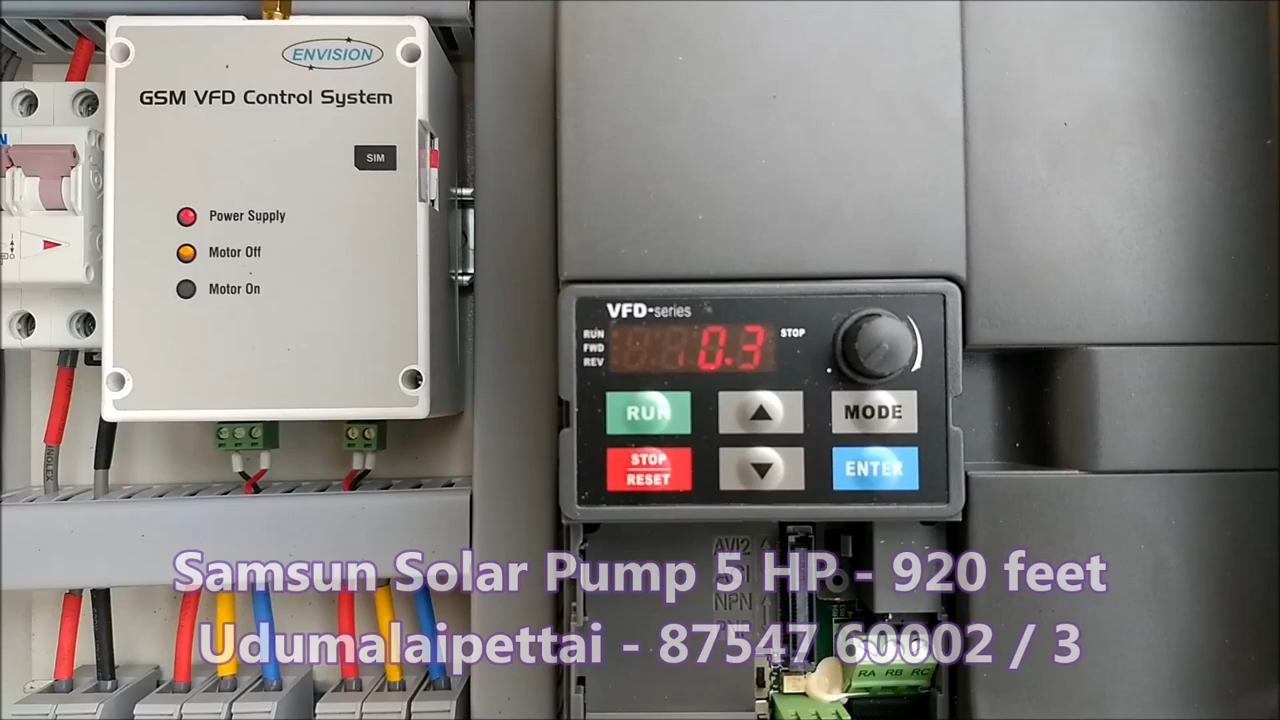 ENVISION
GSM VFD Control System
SIM
Power Supply
Motor Off
Motor On
VFD-series
RUN
FWD
REV
0.3
STOP
RUN
MODE
STOP
RESET
ENTER
INOLEX
AVI2
NPN
RA RB RC
Samsun Solar Pump 5 HP - 920 feet
Udumalaipettai - 87547 60002 / 3